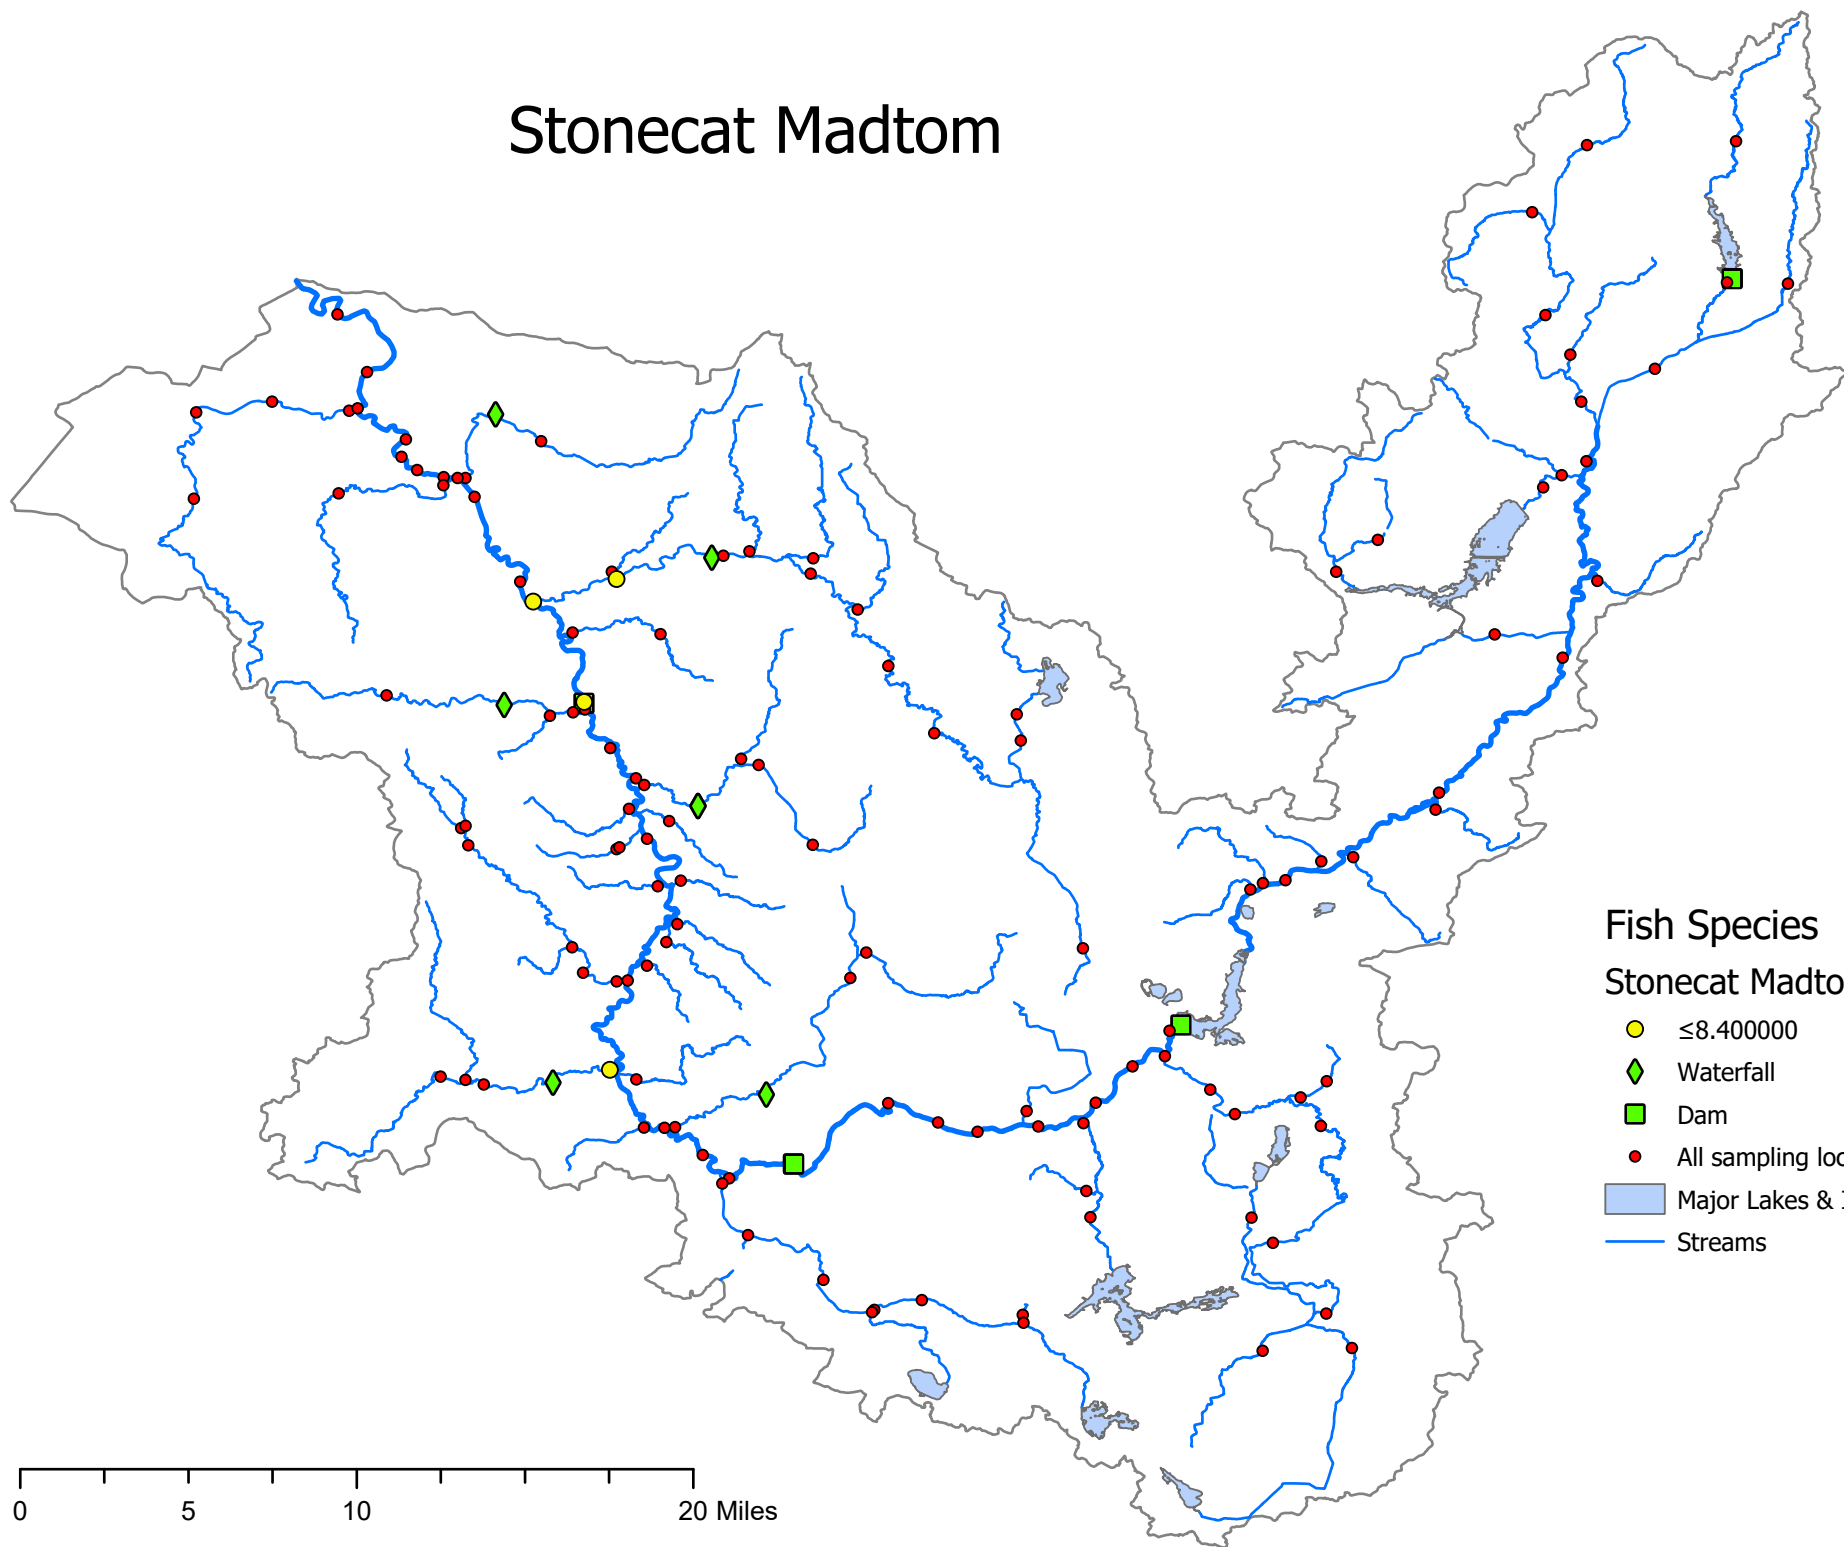 Stonecat Madtom
Fish Species
Stonecat Madto
≤8.400000
Waterfall
Dam
All sampling loc
Major Lakes &
Streams
0 5 10 20 Miles